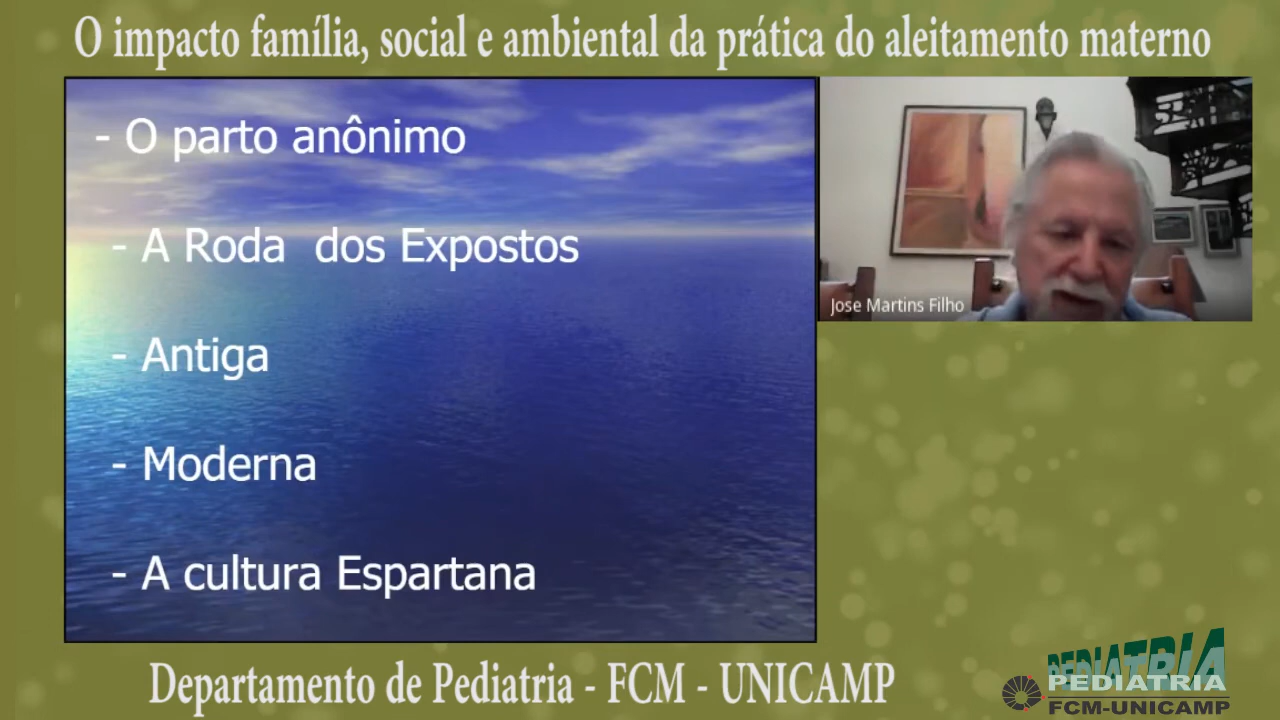 O impacto família, social e ambiental da prática do aleitamento materno
- O parto anônimo
- A Roda dos Expostos
- Antiga
- Moderna
- A cultura Espartana
Jose Martins Filho
Departamento de Pediatria - FCM - UNICAMP
PEDIATRIA
PEDIATRIA
FCM-UNICAMP